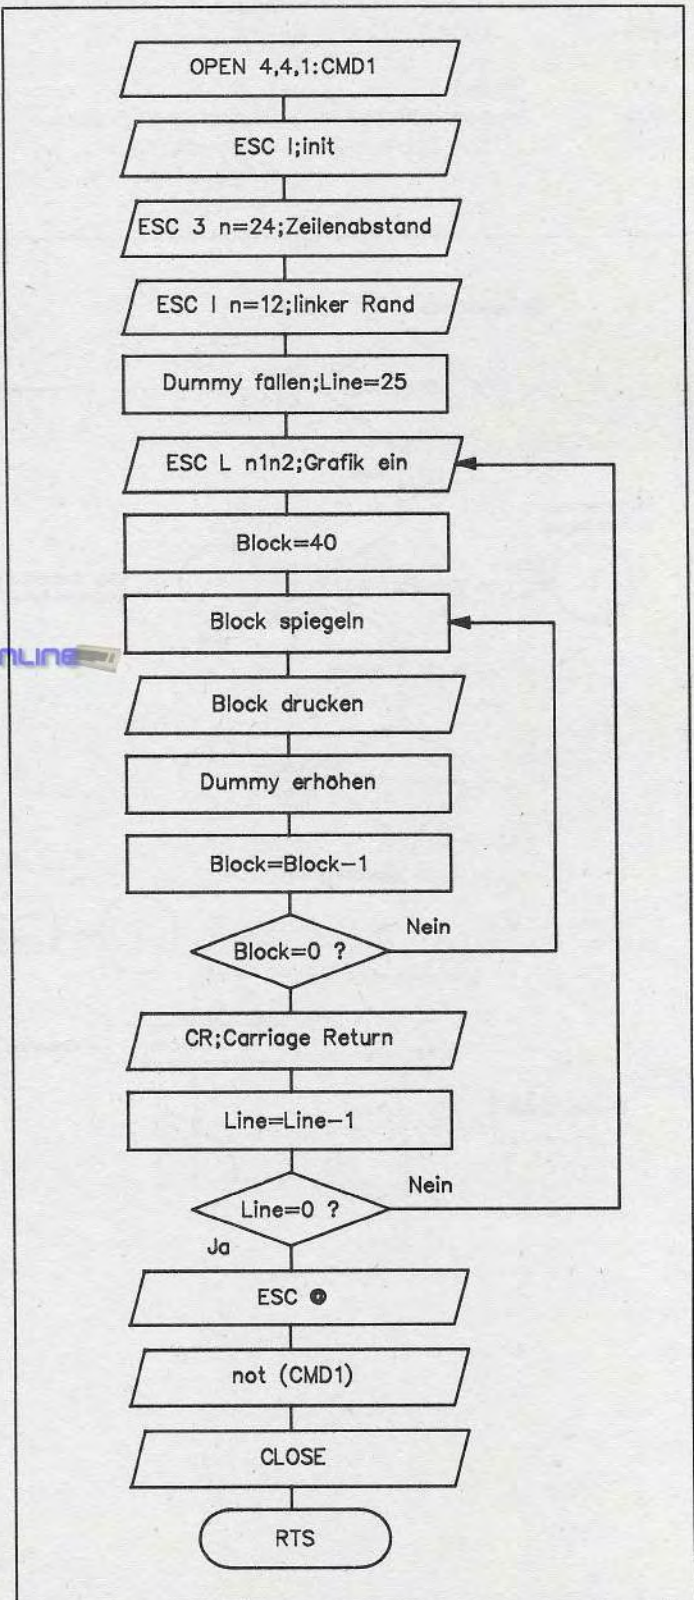 OPEN 4,4,1:CMD1
ESC l;init
ESC 3 n=24;Zeilenabstand
ESC l n=12;linker Rand
Dummy fallen;Line=25
ESC L n1n2;Grafik ein
Block=40
Block spiegeln
NLINE
Block drucken
Dummy erhöhen
Block=Block-1
Nein
Block=0 ?
CR;Carriage Return
Line=Line-1
Nein
Line=0 ?
Ja
ESC @
not (CMD1)
CLOSE
RTS